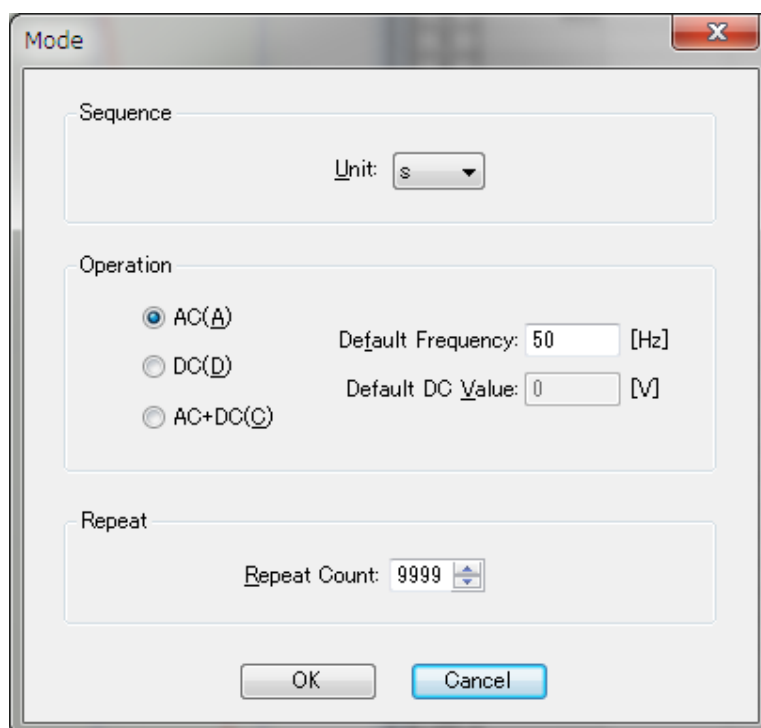 Mode
Sequence
Unit: s
Operation
AC(A)
DC(D)
AC+DC(C)
Default Frequency: 50 [Hz]
Default DC Value: 0 [V]
Repeat
Repeat Count: 9999
OK Cancel